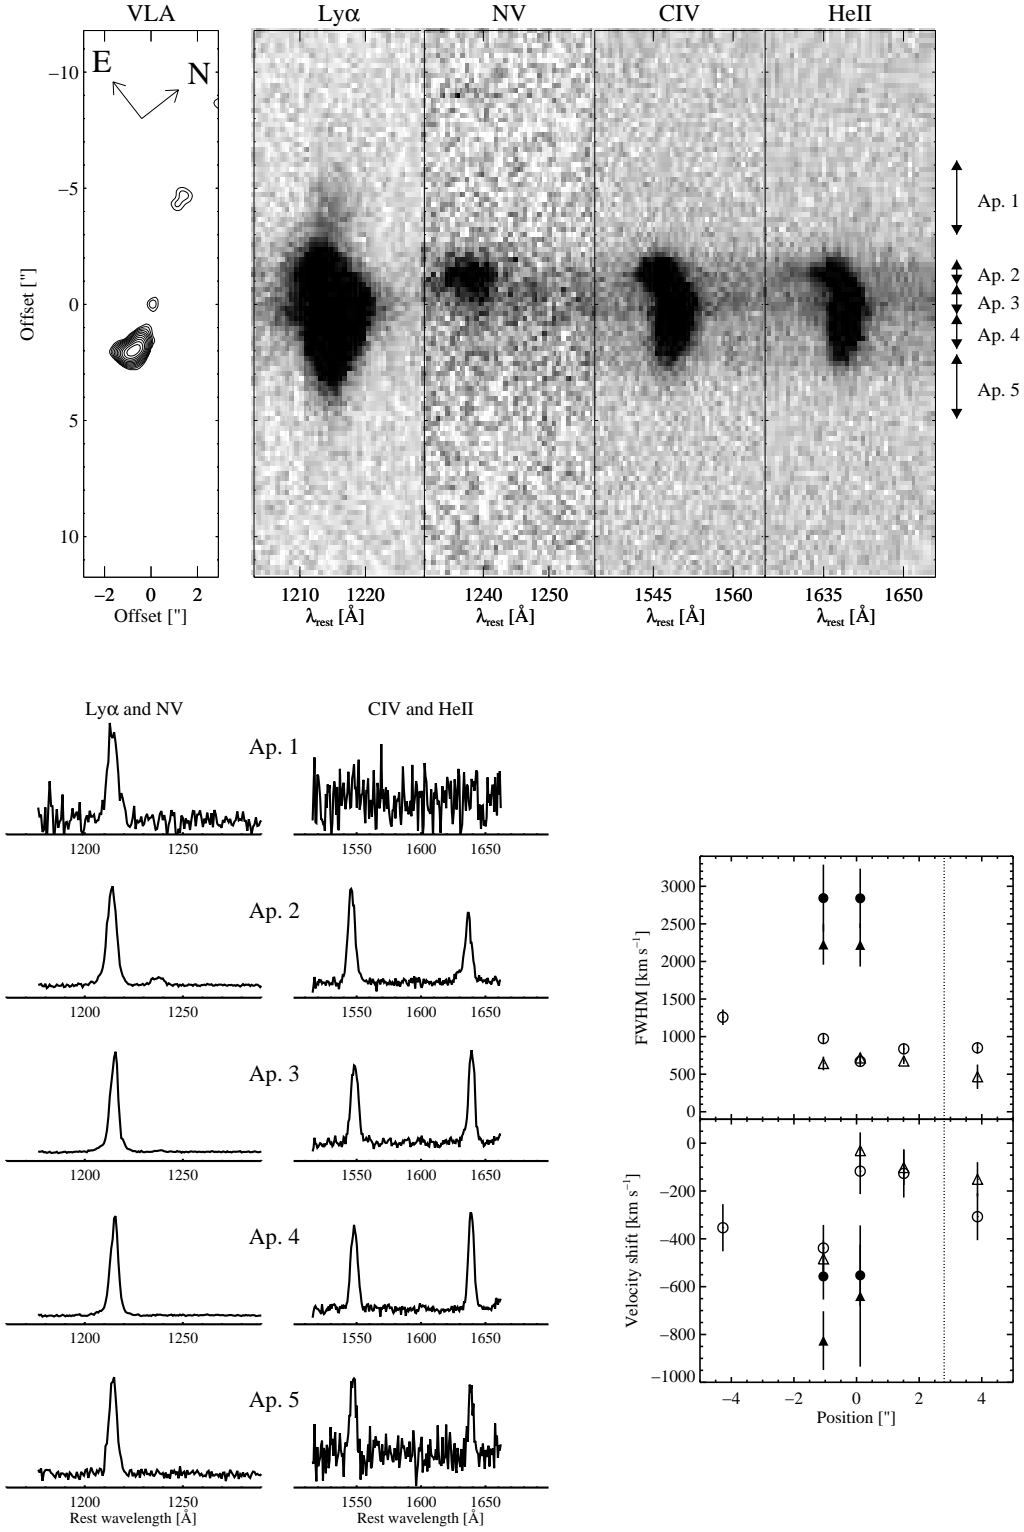 VLA Lyα NV CIV HeII
E N
−10
−5
0
5
10
Offset ["]
−2 0 2
Offset ["]
1210 1220
λrest [Å]
1240 1250
λrest [Å]
1545 1560
λrest [Å]
1635 1650
λrest [Å]
Ap. 1
Ap. 2
Ap. 3
Ap. 4
Ap. 5
Lyα and NV CIV and HeII
Ap. 1
1200 1250 1550 1600 1650
Ap. 2
1200 1250 1550 1600 1650
Ap. 3
1200 1250 1550 1600 1650
Ap. 4
1200 1250 1550 1600 1650
Ap. 5
1200 1250 1550 1600 1650
Rest wavelength [Å] Rest wavelength [Å]
3000
2500
2000
1500
1000
500
0
FWHM [km s⁻¹]
0
−200
−400
−600
−800
−1000
Velocity shift [km s⁻¹]
−4 −2 0 2 4
Position ["]